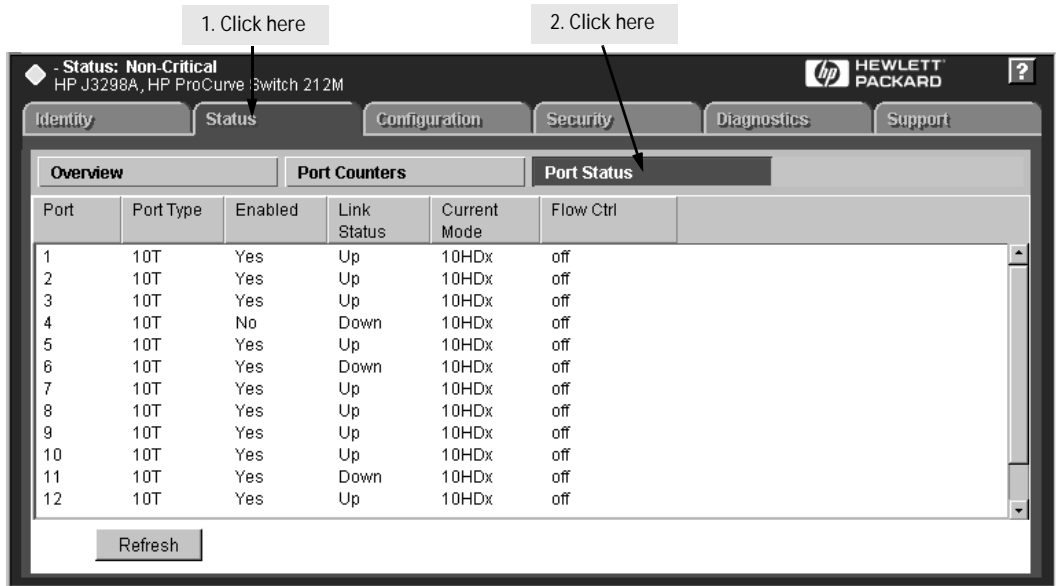 1. Click here
2. Click here
- Status: Non-Critical
HP J3298A, HP ProCurve Switch 212M
hp HEWLETT PACKARD
?
Identity Status Configuration Security Diagnostics Support
Overview Port Counters Port Status
Port Port Type Enabled Link Status Current Mode Flow Ctrl
1 10T Yes Up 10HDx off
2 10T Yes Up 10HDx off
3 10T Yes Up 10HDx off
4 10T No Down 10HDx off
5 10T Yes Up 10HDx off
6 10T Yes Down 10HDx off
7 10T Yes Up 10HDx off
8 10T Yes Up 10HDx off
9 10T Yes Up 10HDx off
10 10T Yes Up 10HDx off
11 10T Yes Down 10HDx off
12 10T Yes Up 10HDx off
Refresh